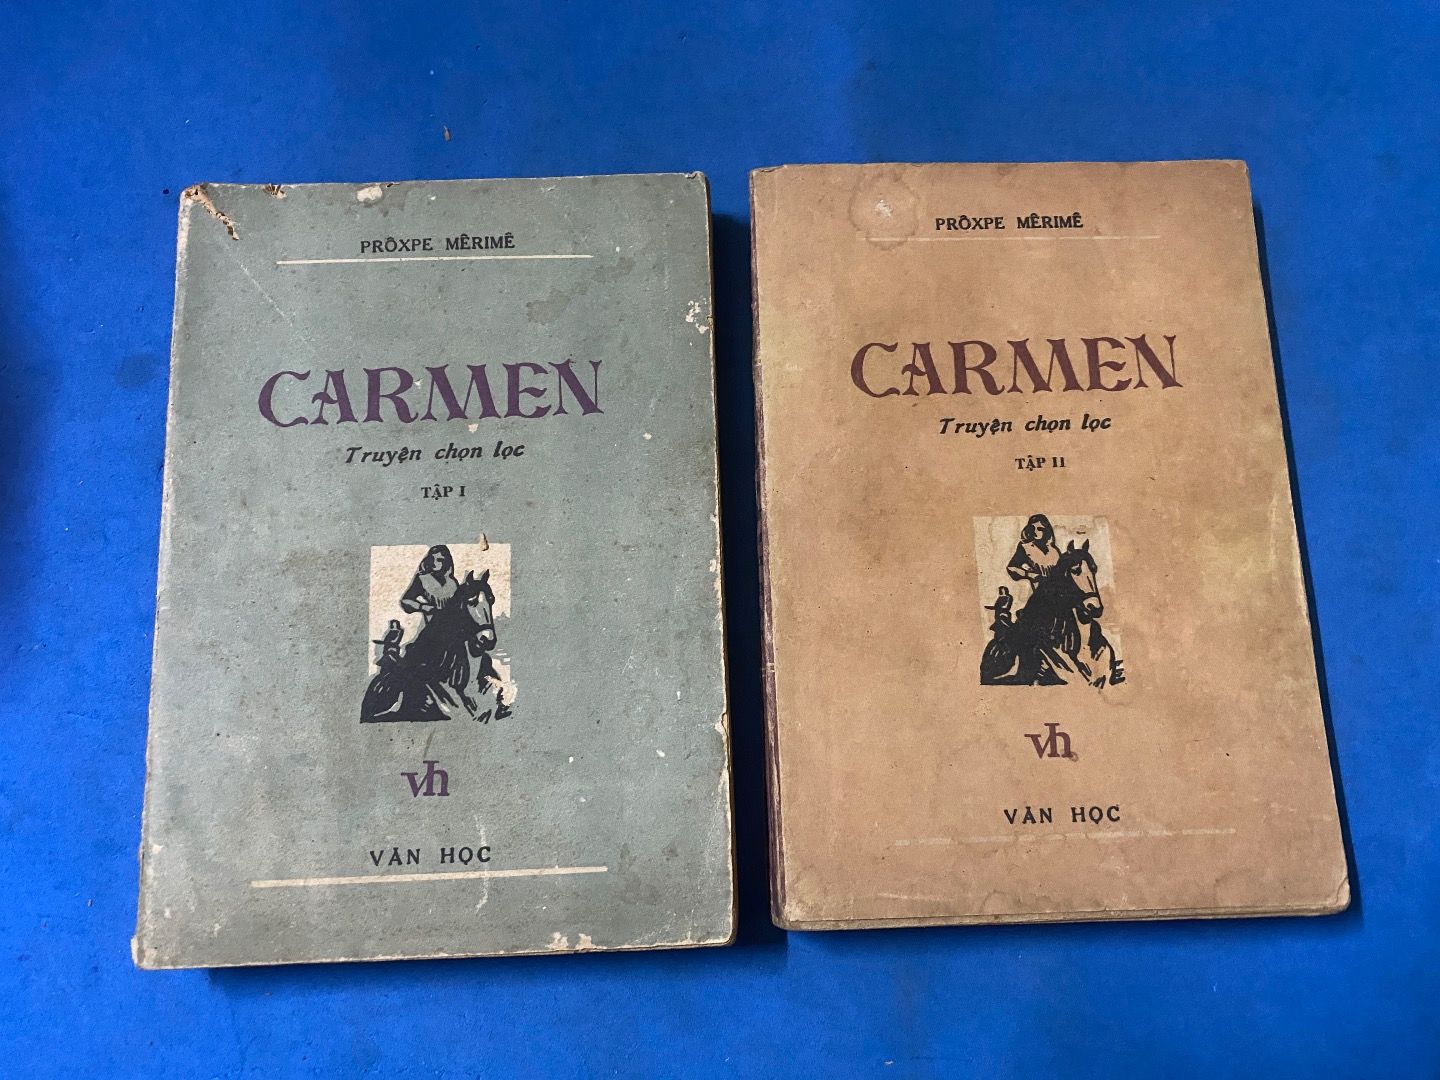 PRÔXPE MÊRIMÊ
CARMEN
Truyện chọn lọc
TẬP I
vh
VĂN HỌC
PRÔXPE MÊRIMÊ
CARMEN
Truyện chọn lọc
TẬP II
vh
VĂN HỌC